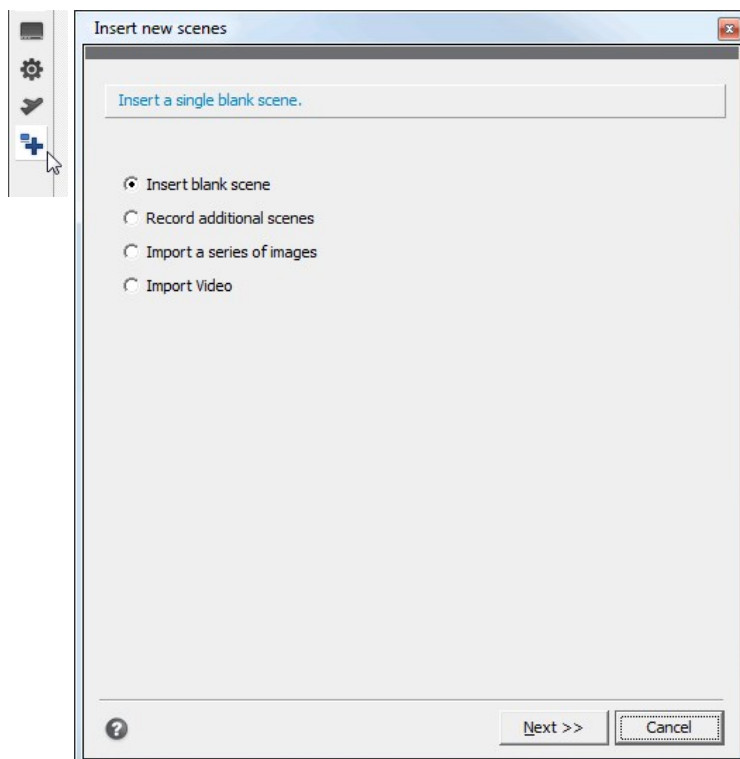 Insert new scenes
Insert a single blank scene.
Insert blank scene
Record additional scenes
Import a series of images
Import Video
Next >>
Cancel